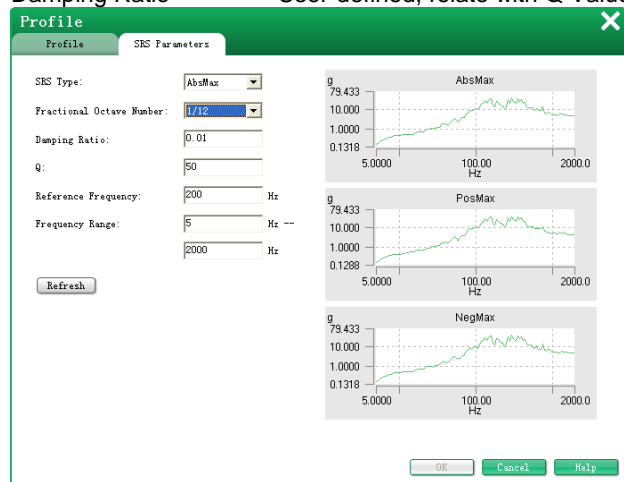 Damping Ratio User defined, relate with Q value
Profile
Profile SRS Parameters
SRS Type: AbsMax
Fractional Octave Number: 1/12
Damping Ratio: 0.01
Q: 50
Reference Frequency: 200 Hz
Frequency Range: 5 Hz --
2000 Hz
Refresh
g AbsMax
79.433
10.000
1.0000
0.1318
5.0000 100.00 2000.0
Hz
g PosMax
79.433
10.000
1.0000
0.1288
5.0000 100.00 2000.0
Hz
g NegMax
79.433
10.000
1.0000
0.1318
5.0000 100.00 2000.0
Hz
OK Cancel Help